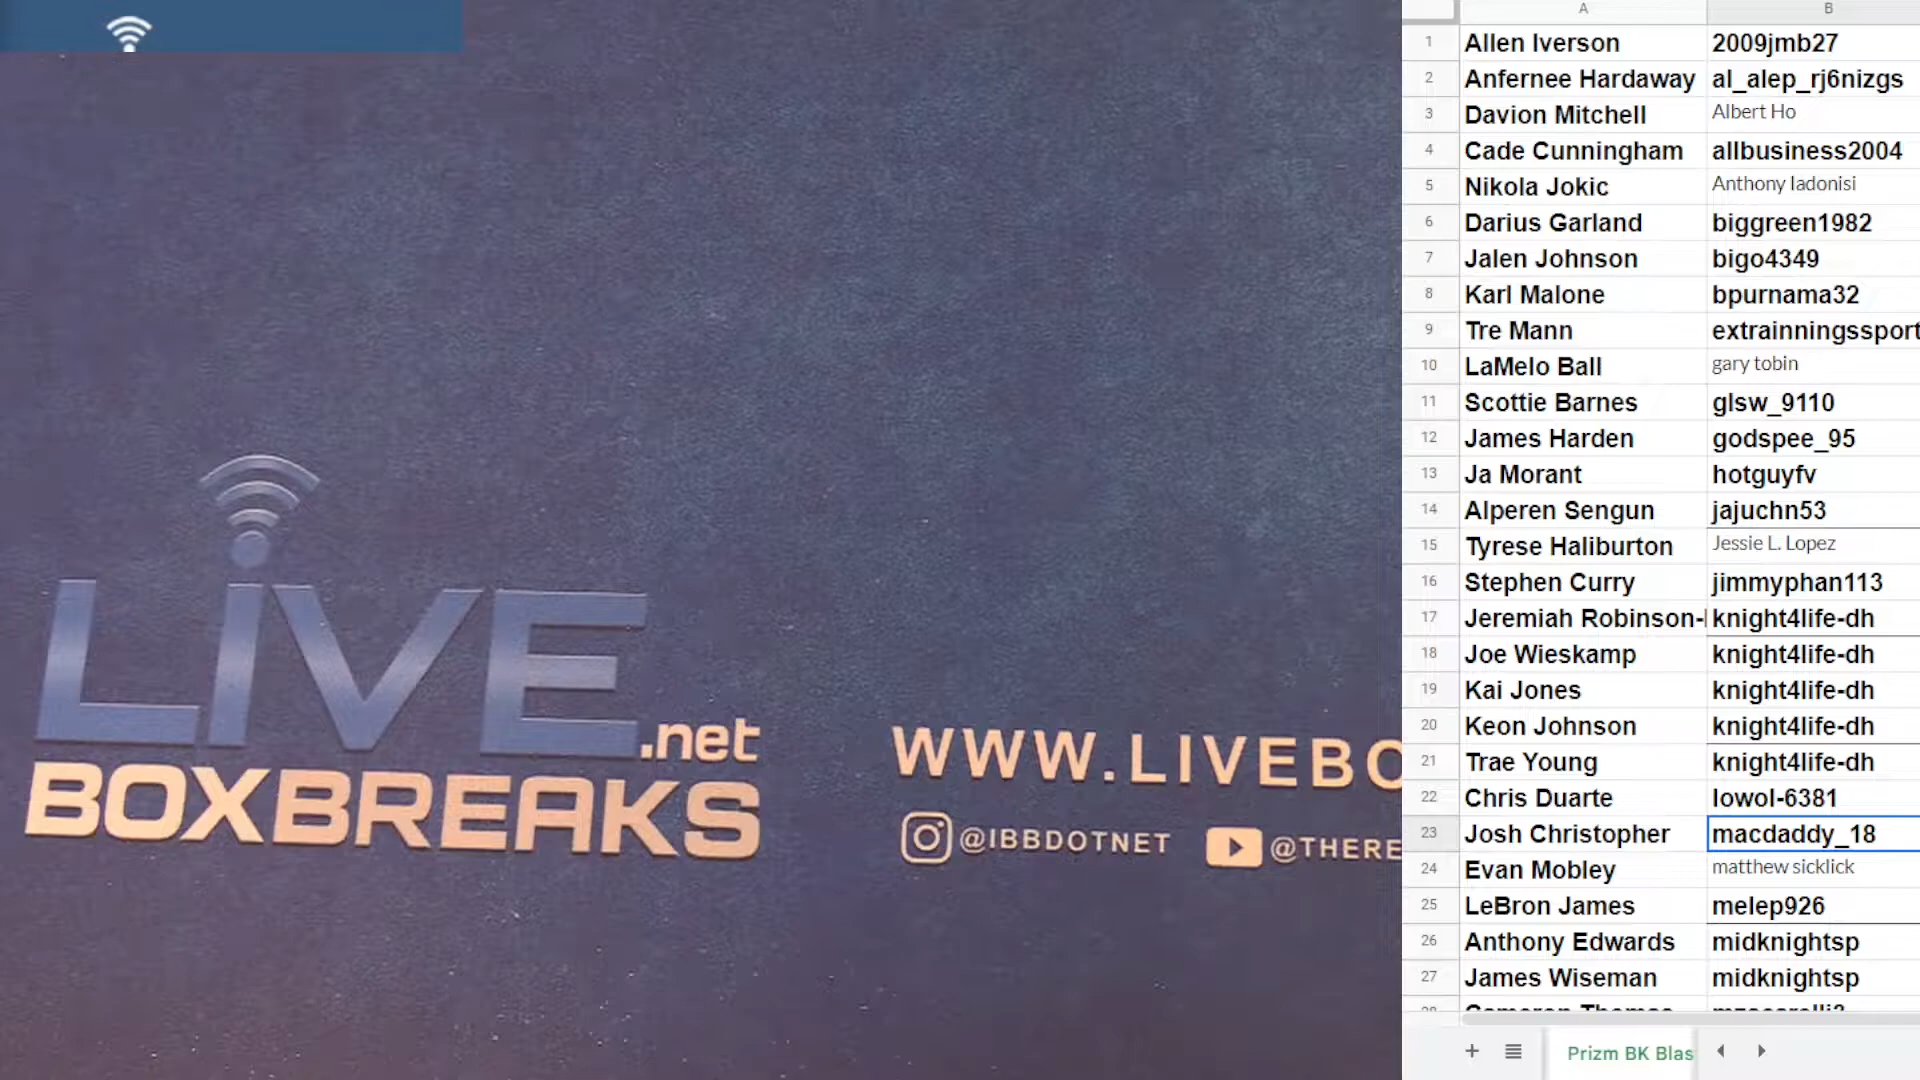 LiVE.net
BOXBREAKS
WWW.LIVEBO
@IBBDOTNET @THERE
A B
1 Allen Iverson 2009jmb27
2 Anfernee Hardaway al_alep_rj6nizgs
3 Davion Mitchell Albert Ho
4 Cade Cunningham allbusiness2004
5 Nikola Jokic Anthony Iadonisi
6 Darius Garland biggreen1982
7 Jalen Johnson bigo4349
8 Karl Malone bpurnama32
9 Tre Mann extrainningssport
10 LaMelo Ball gary tobin
11 Scottie Barnes glsw_9110
12 James Harden godspee_95
13 Ja Morant hotguyfv
14 Alperen Sengun jajuchn53
15 Tyrese Haliburton Jessie L. Lopez
16 Stephen Curry jimmyphan113
17 Jeremiah Robinson- knight4life-dh
18 Joe Wieskamp knight4life-dh
19 Kai Jones knight4life-dh
20 Keon Johnson knight4life-dh
21 Trae Young knight4life-dh
22 Chris Duarte lowol-6381
23 Josh Christopher macdaddy_18
24 Evan Mobley matthew sicklick
25 LeBron James melep926
26 Anthony Edwards midknightsp
27 James Wiseman midknightsp
Prizm BK Blas